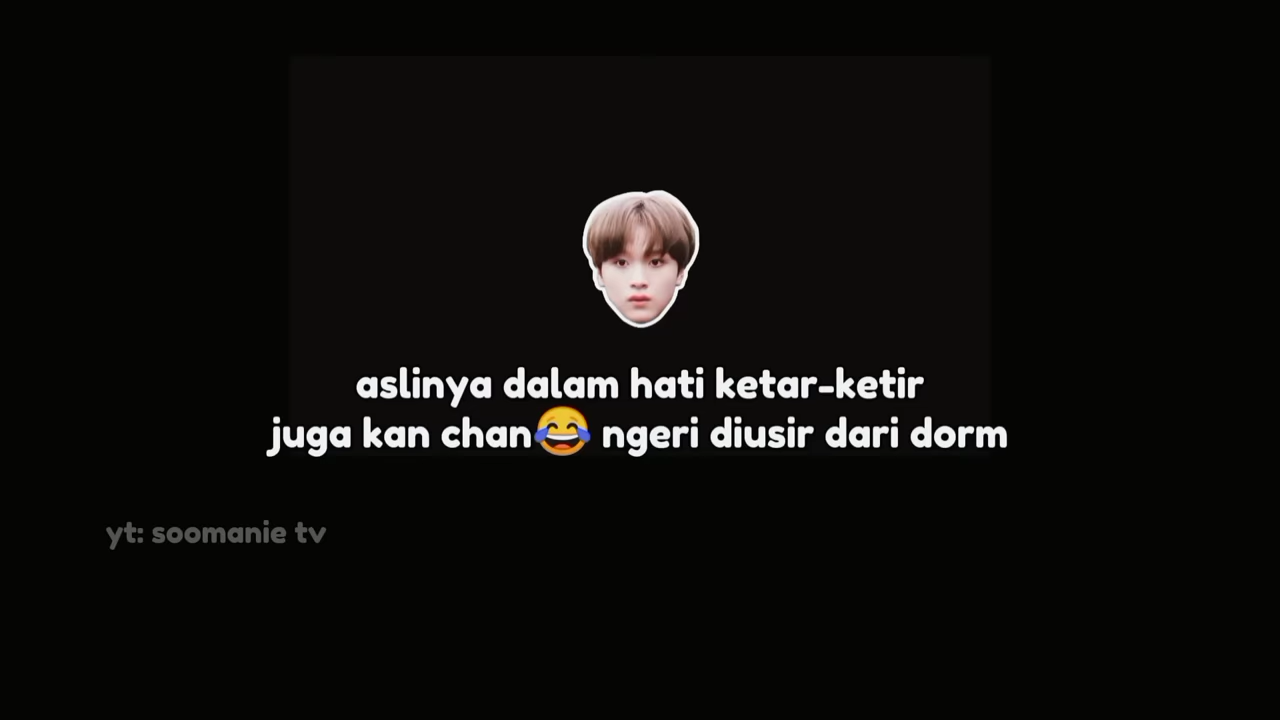 aslinya dalam hati ketar-ketir
juga kan chan😂 ngeri diusir dari dorm
yt: soomanie tv